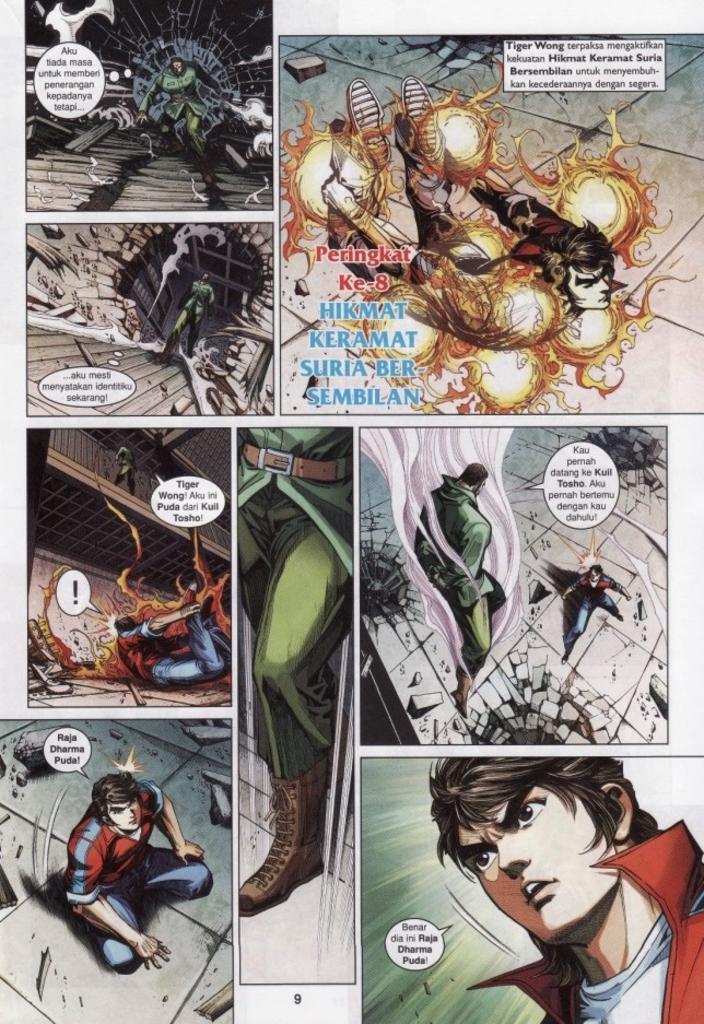 Aku
tiada masa
untuk memberi
penerangan
kepadanya
tetapi...
Tiger Wong terpaksa mengaktifkan
kekuatan Hikmat Keramat Suria
Bersembilan untuk menyembuh-
kan kecederaannya dengan segera.
Peringkat
Ke-8
HIKMAT
KERAMAT
SURIA BER-
SEMBILAN
...aku mesti
menyatakan identitiku
sekarang!
Tiger
Wong! Aku ini
Puda dari Kuil
Tosho!
!
Kau
pernah
datang ke Kuil
Tosho. Aku
pernah bertemu
dengan kau
dahulu!
Raja
Dharma
Puda!
Benar
dia ini Raja
Dharma
Puda!
9